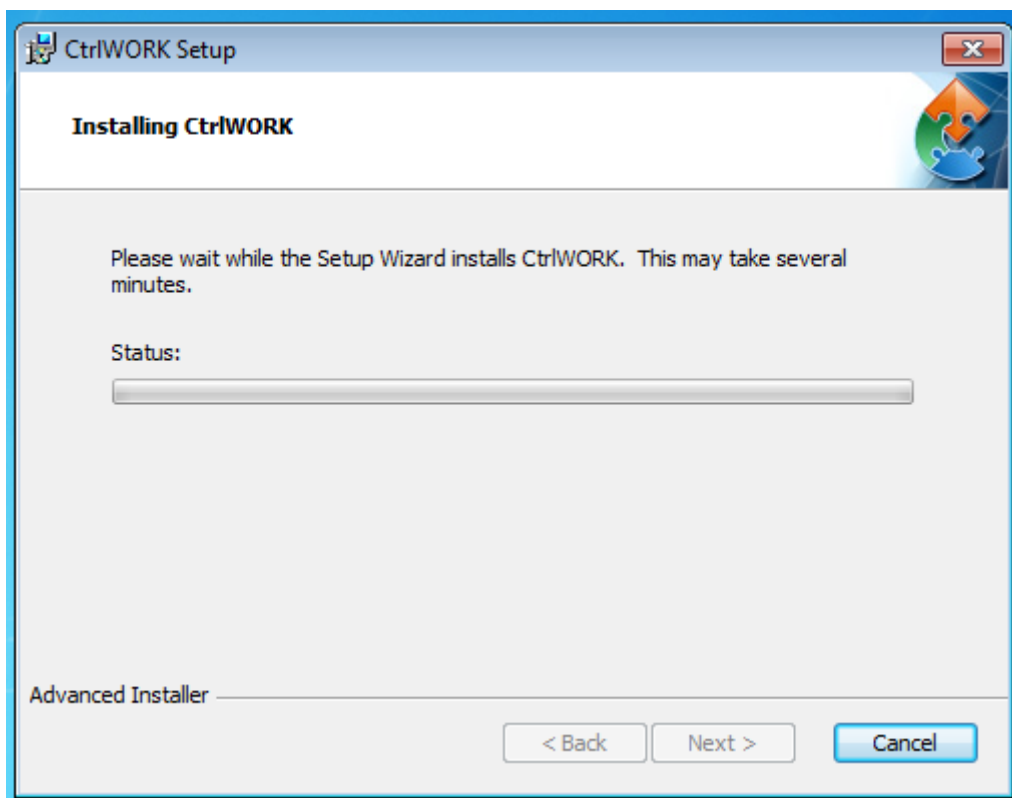 CtrlWORK Setup
Installing CtrlWORK
Please wait while the Setup Wizard installs CtrlWORK.  This may take several
minutes.
Status:
Advanced Installer
< Back
Next >
Cancel